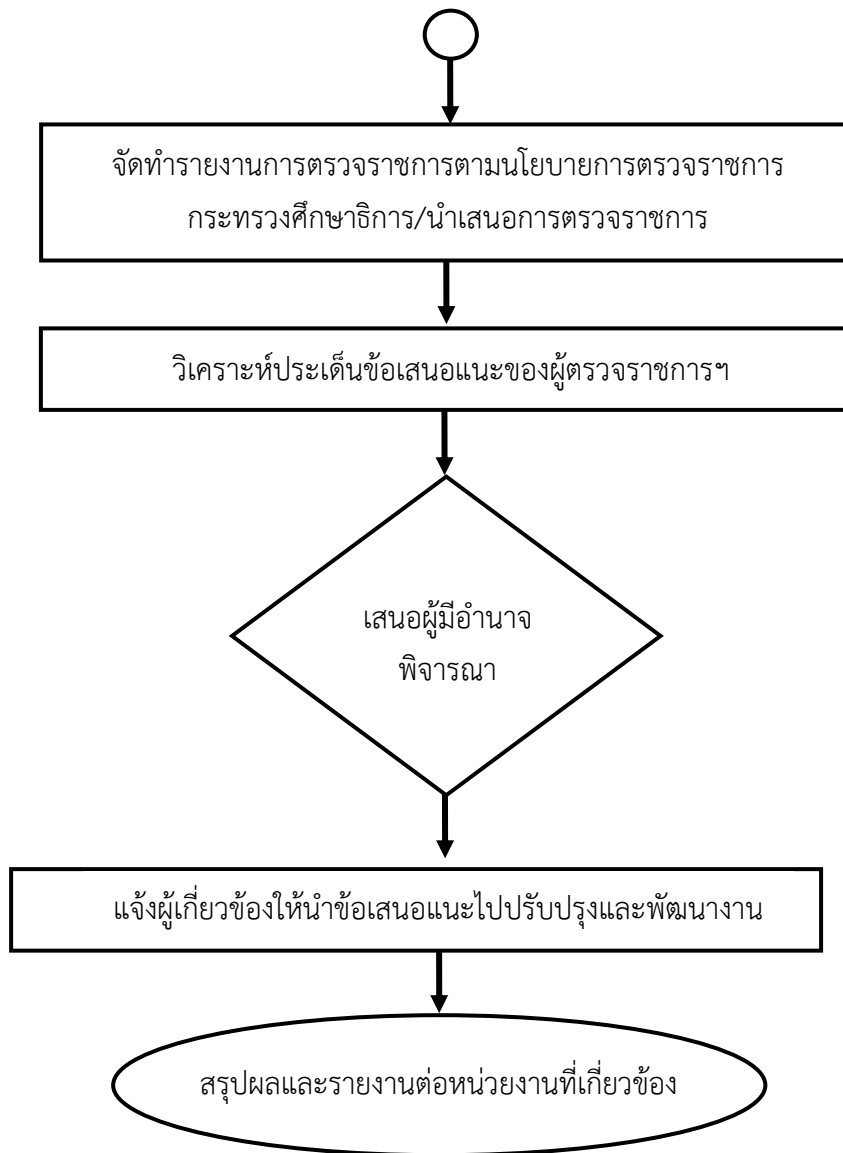 จัดทำรายงานการตรวจราชการตามนโยบายการตรวจราชการ
กระทรวงศึกษาธิการ/นำเสนอการตรวจราชการ
วิเคราะห์ประเด็นข้อเสนอแนะของผู้ตรวจราชการฯ
เสนอผู้มีอำนาจ
พิจารณา
แจ้งผู้เกี่ยวข้องให้นำข้อเสนอแนะไปปรับปรุงและพัฒนางาน
สรุปผลและรายงานต่อหน่วยงานที่เกี่ยวข้อง